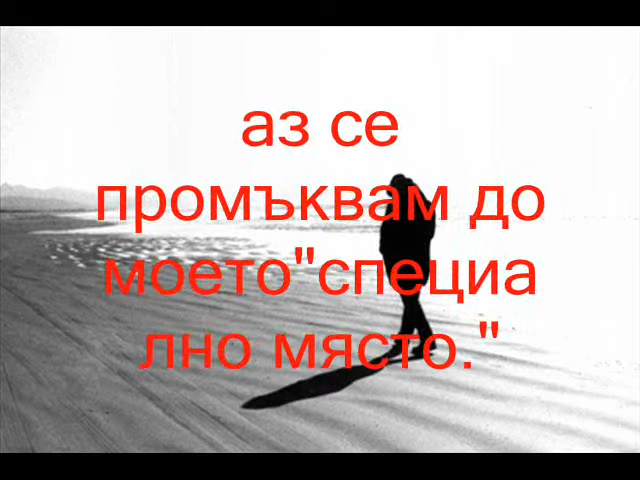 аз се
промъквам до
моето"специа
лно място."